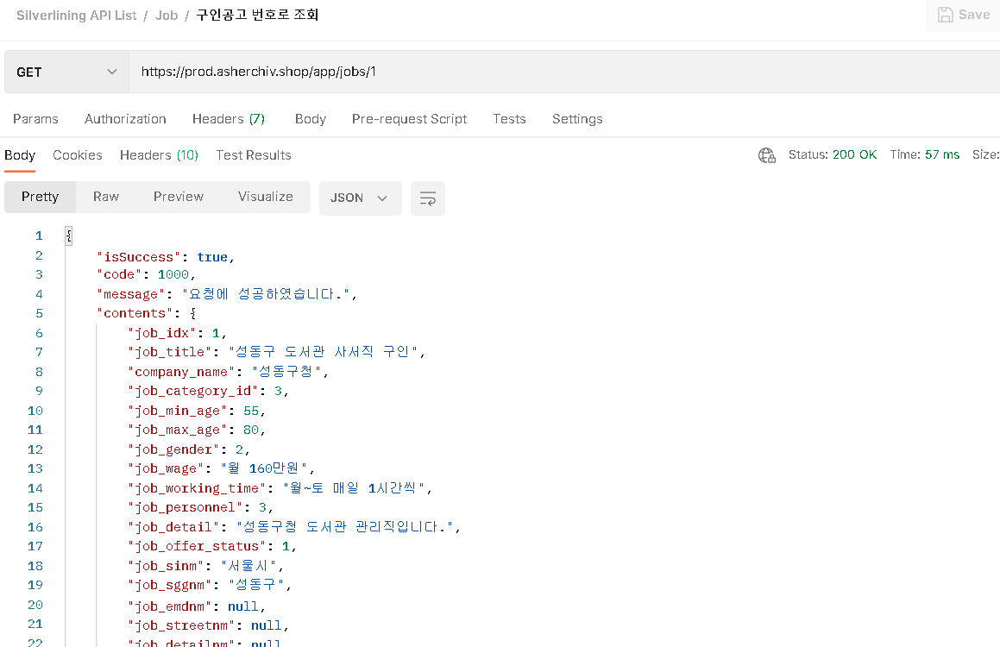 Silverlining API List / Job / 구인공고 번호로 조회
Save
GET https://prod.asherchiv.shop/app/jobs/1
Params Authorization Headers (7) Body Pre-request Script Tests Settings
Body Cookies Headers (10) Test Results Status: 200 OK Time: 57 ms Size:
Pretty Raw Preview Visualize JSON
1 {
2 "isSuccess": true,
3 "code": 1000,
4 "message": "요청에 성공하였습니다.",
5 "contents": {
6 "job_idx": 1,
7 "job_title": "성동구 도서관 사서직 구인",
8 "company_name": "성동구청",
9 "job_category_id": 3,
10 "job_min_age": 55,
11 "job_max_age": 80,
12 "job_gender": 2,
13 "job_wage": "월 160만원",
14 "job_working_time": "월~토 매일 1시간씩",
15 "job_personnel": 3,
16 "job_detail": "성동구청 도서관 관리직입니다.",
17 "job_offer_status": 1,
18 "job_sinm": "서울시",
19 "job_sggnm": "성동구",
20 "job_emdnm": null,
21 "job_streetnm": null,
22 "job_detailnm": null